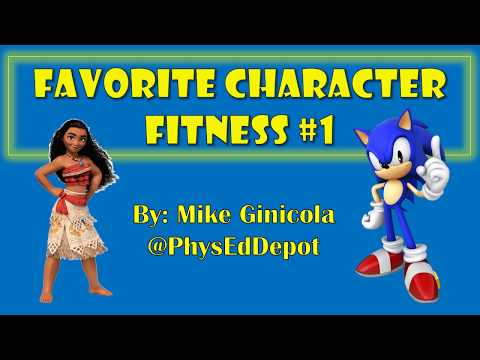 FAVORITE CHARACTER
FITNESS #1
By: Mike Ginicola
@PhysEdDepot